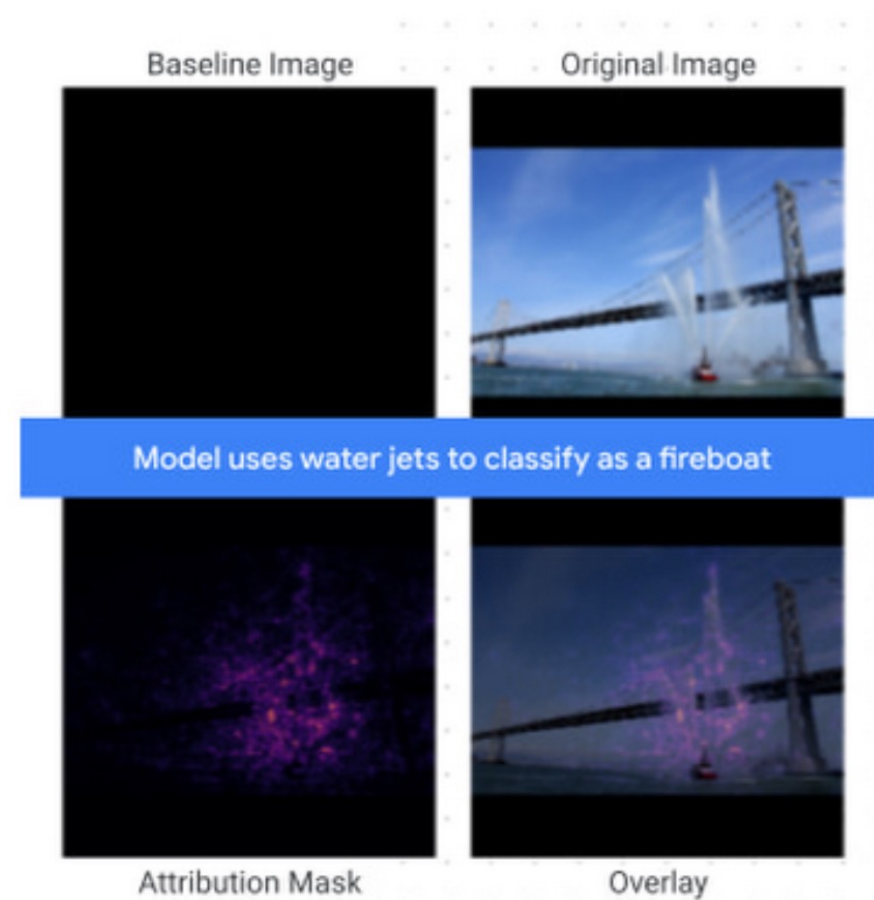 Baseline Image
Original Image
Model uses water jets to classify as a fireboat
Attribution Mask
Overlay